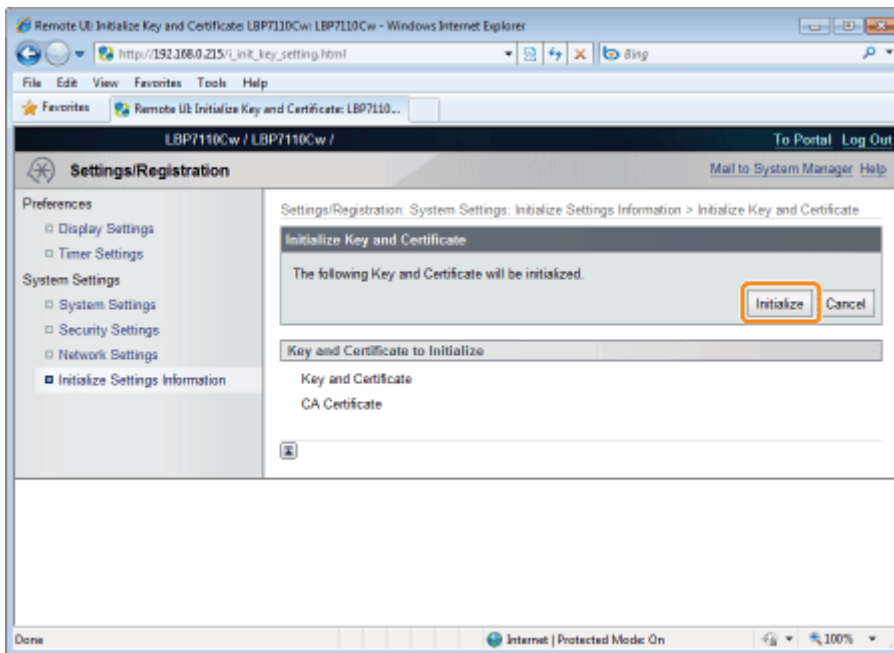 Remote UI: Initialize Key and Certificate: LBP7110Cw: LBP7110Cw - Windows Internet Explorer
http://192.168.0.215/i_init_key_setting.html
Bing
File Edit View Favorites Tools Help
Favorites Remote UI: Initialize Key and Certificate: LBP7110...
LBP7110Cw / LBP7110Cw / To Portal Log Out
Settings/Registration Mail to System Manager Help
Preferences
Display Settings
Timer Settings
System Settings
System Settings
Security Settings
Network Settings
Initialize Settings Information
Settings/Registration: System Settings: Initialize Settings Information > Initialize Key and Certificate
Initialize Key and Certificate
The following Key and Certificate will be initialized.
Initialize Cancel
Key and Certificate to Initialize
Key and Certificate
CA Certificate
Done Internet | Protected Mode: On 100%